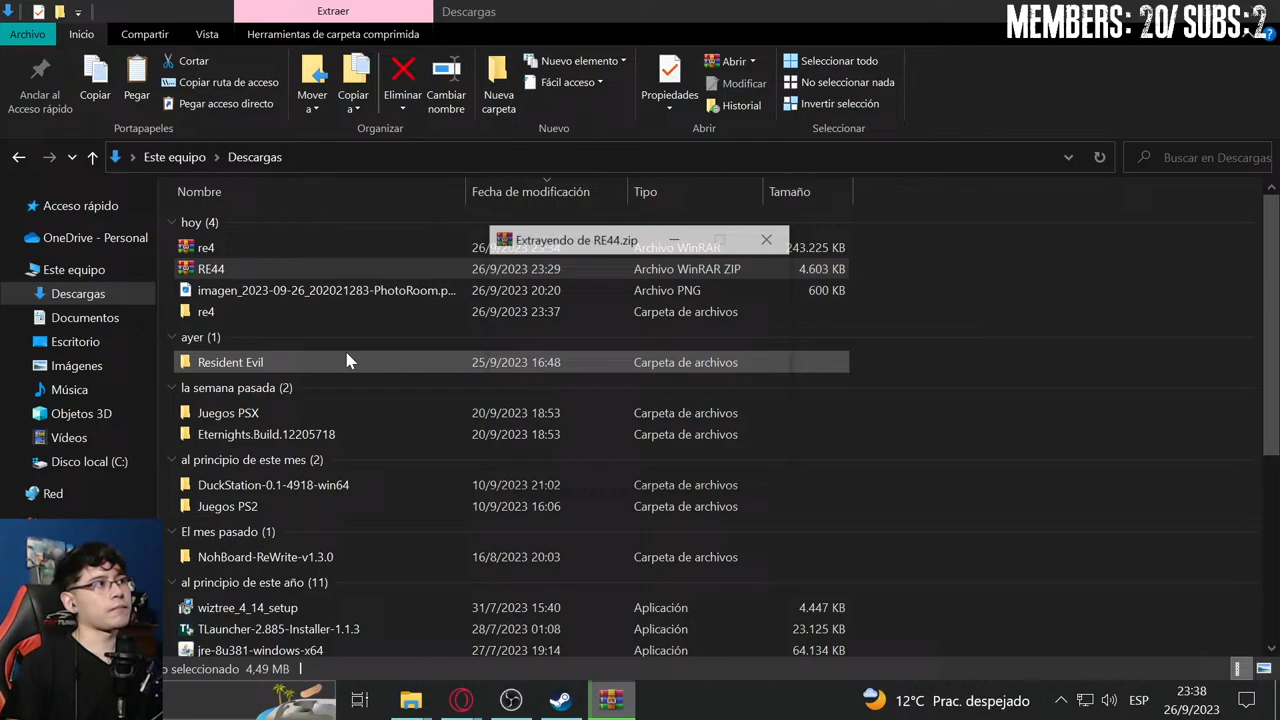 Extraer
Descargas
MEMBERS: 20/ SUBS:2
Archivo
Inicio
Compartir
Vista
Herramientas de carpeta comprimida
Anclar al
Acceso rápido
Copiar
Pegar
Cortar
Copiar ruta de acceso
Pegar acceso directo
Portapapeles
Mover
a
Copiar
a
Eliminar
Cambiar
nombre
Organizar
Nueva
carpeta
Nuevo elemento
Fácil acceso
Nuevo
Propiedades
Abrir
Modificar
Historial
Abrir
Seleccionar todo
No seleccionar nada
Invertir selección
Seleccionar
Este equipo
Descargas
Buscar en Descargas
Acceso rápido
OneDrive - Personal
Este equipo
Descargas
Documentos
Escritorio
Imágenes
Música
Objetos 3D
Vídeos
Disco local (C:)
Red
Nombre Fecha de modificación Tipo Tamaño
hoy (4)
re4 Archivo WinRAR 243.225 KB
Extrayendo de RE44.zip
RE44 26/9/2023 23:29 Archivo WinRAR ZIP 4.603 KB
imagen_2023-09-26_202021283-PhotoRoom.p... 26/9/2023 20:20 Archivo PNG 600 KB
re4 26/9/2023 23:37 Carpeta de archivos
ayer (1)
Resident Evil 25/9/2023 16:48 Carpeta de archivos
la semana pasada (2)
Juegos PSX 20/9/2023 18:53 Carpeta de archivos
Eternights.Build.12205718 20/9/2023 18:53 Carpeta de archivos
al principio de este mes (2)
DuckStation-0.1-4918-win64 10/9/2023 21:02 Carpeta de archivos
Juegos PS2 10/9/2023 16:06 Carpeta de archivos
El mes pasado (1)
NohBoard-ReWrite-v1.3.0 16/8/2023 20:03 Carpeta de archivos
al principio de este año (11)
wiztree_4_14_setup 31/7/2023 15:40 Aplicación 4.447 KB
TLauncher-2.885-Installer-1.1.3 28/7/2023 01:08 Aplicación 23.125 KB
jre-8u381-windows-x64 27/7/2023 19:14 Aplicación 64.134 KB
seleccionado 4,49 MB
12°C Prac. despejado
ESP
23:38
26/9/2023